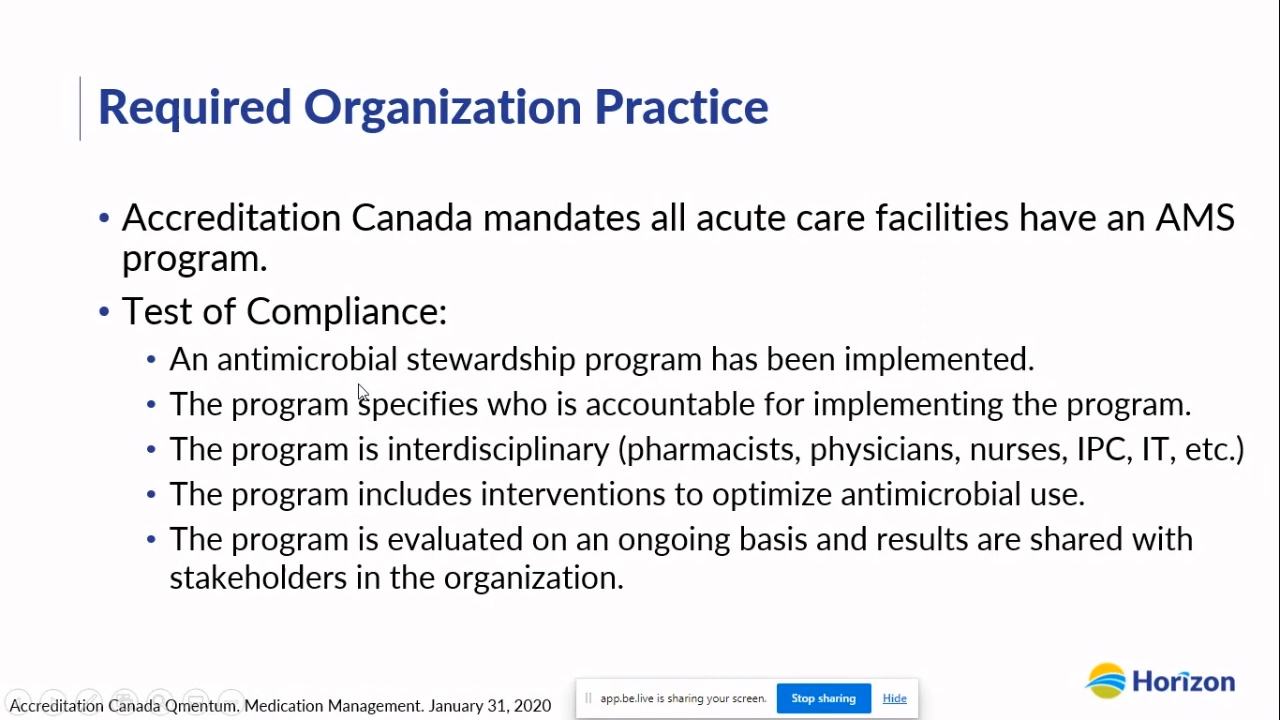 Required Organization Practice
• Accreditation Canada mandates all acute care facilities have an AMS
program.
• Test of Compliance:
• An antimicrobial stewardship program has been implemented.
• The program specifies who is accountable for implementing the program.
• The program is interdisciplinary (pharmacists, physicians, nurses, IPC, IT, etc.)
• The program includes interventions to optimize antimicrobial use.
• The program is evaluated on an ongoing basis and results are shared with
stakeholders in the organization.
Horizon
Accreditation Canada Qmentum. Medication Management. January 31, 2020
app.be.live is sharing your screen. Stop sharing Hide